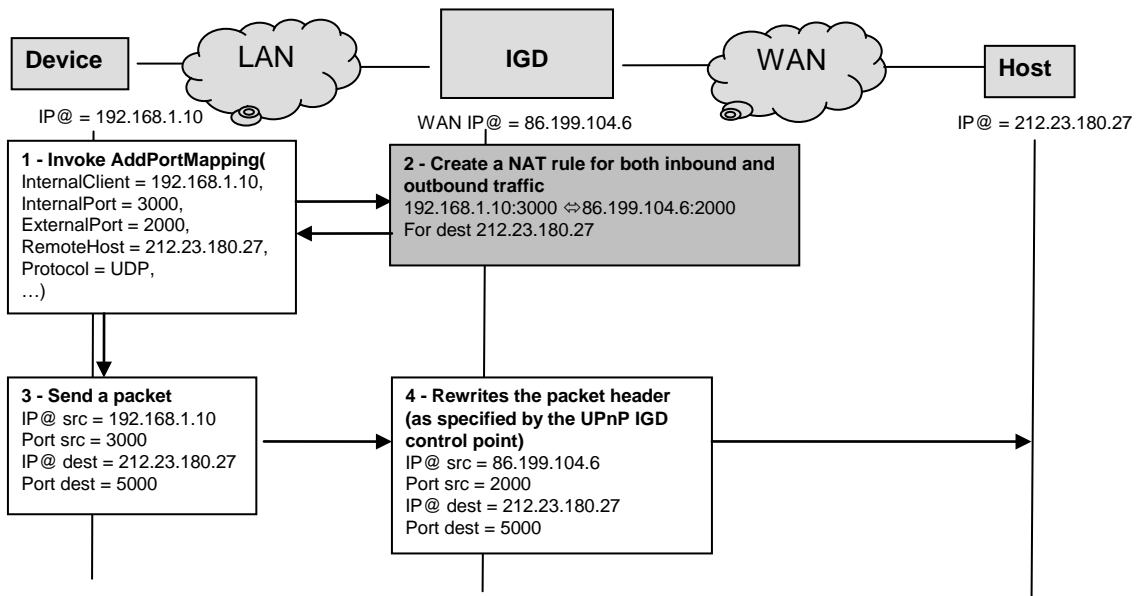 Device
LAN
IGD
WAN
Host
IP@ = 192.168.1.10
WAN IP@ = 86.199.104.6
IP@ = 212.23.180.27
1 - Invoke AddPortMapping(
InternalClient = 192.168.1.10,
InternalPort = 3000,
ExternalPort = 2000,
RemoteHost = 212.23.180.27,
Protocol = UDP,
…)
2 - Create a NAT rule for both inbound and
outbound traffic
192.168.1.10:3000 ⇔86.199.104.6:2000
For dest 212.23.180.27
3 - Send a packet
IP@ src = 192.168.1.10
Port src = 3000
IP@ dest = 212.23.180.27
Port dest = 5000
4 - Rewrites the packet header
(as specified by the UPnP IGD
control point)
IP@ src = 86.199.104.6
Port src = 2000
IP@ dest = 212.23.180.27
Port dest = 5000